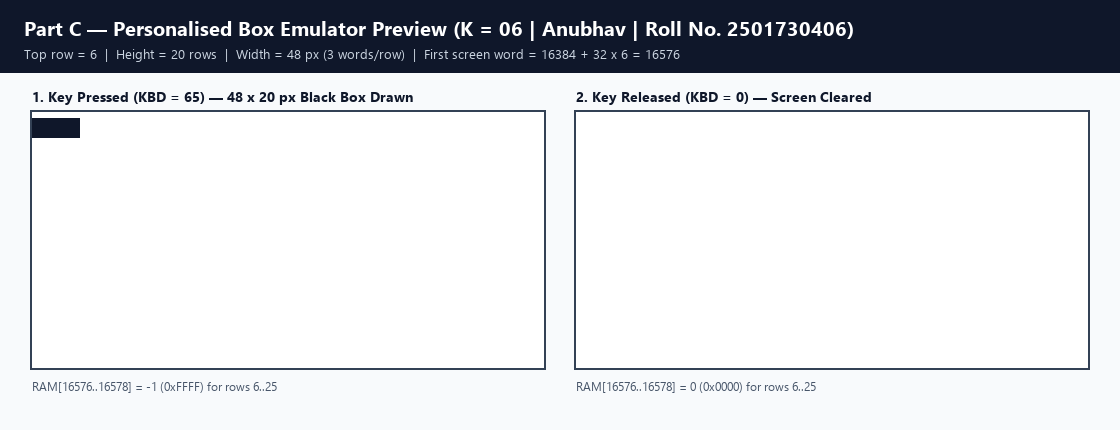 Part C — Personalised Box Emulator Preview (K = 06 | Anubhav | Roll No. 2501730406)
Top row = 6 | Height = 20 rows | Width = 48 px (3 words/row) | First screen word = 16384 + 32 x 6 = 16576
1. Key Pressed (KBD = 65) — 48 x 20 px Black Box Drawn
2. Key Released (KBD = 0) — Screen Cleared
RAM[16576..16578] = -1 (0xFFFF) for rows 6..25
RAM[16576..16578] = 0 (0x0000) for rows 6..25